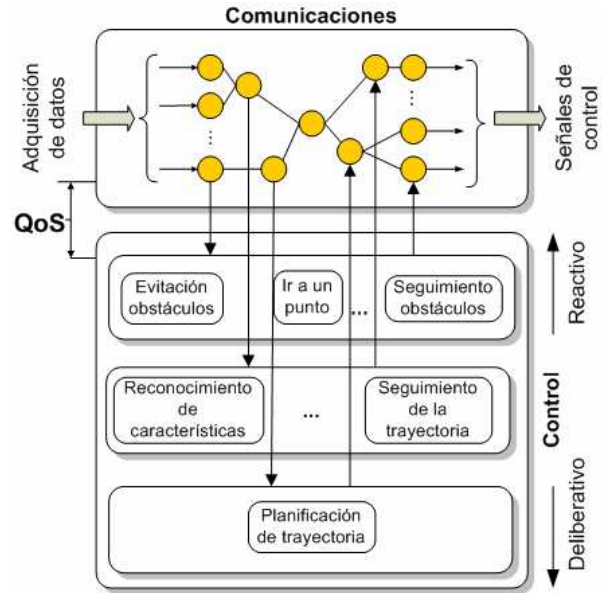 Comunicaciones
Adquisición
de datos
Señales de
control
QoS
Evitación
obstáculos
Ir a un
punto
...
Seguimiento
obstáculos
Reactivo
Reconocimiento
de
características
...
Seguimiento
de la
trayectoria
Control
Planificación
de trayectoria
Deliberativo